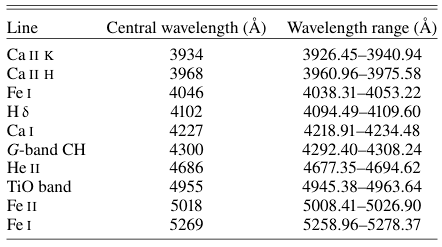 Line Central wavelength (Å) Wavelength range (Å)
Ca II K 3934 3926.45–3940.94
Ca II H 3968 3960.96–3975.58
Fe I 4046 4038.31–4053.22
H δ 4102 4094.49–4109.60
Ca I 4227 4218.91–4234.48
G-band CH 4300 4292.40–4308.24
He II 4686 4677.35–4694.62
TiO band 4955 4945.38–4963.64
Fe II 5018 5008.41–5026.90
Fe I 5269 5258.96–5278.37